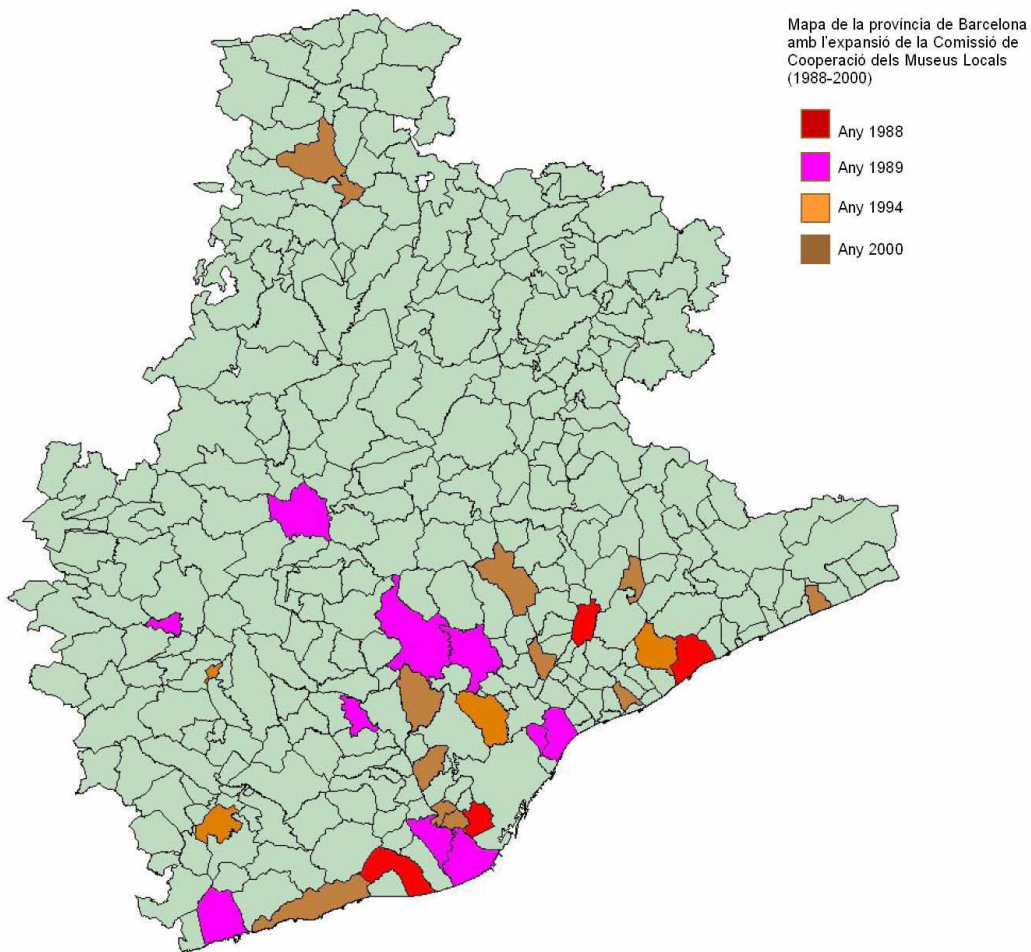 Mapa de la província de Barcelona
amb l'expansió de la Comissió de
Cooperació dels Museus Locals
(1988-2000)
Any 1988
Any 1989
Any 1994
Any 2000